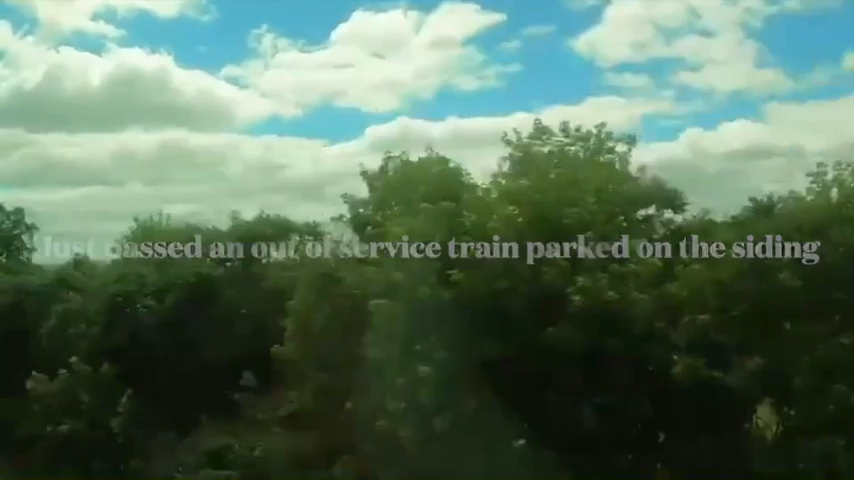 Just passed an out of service train parked on the siding